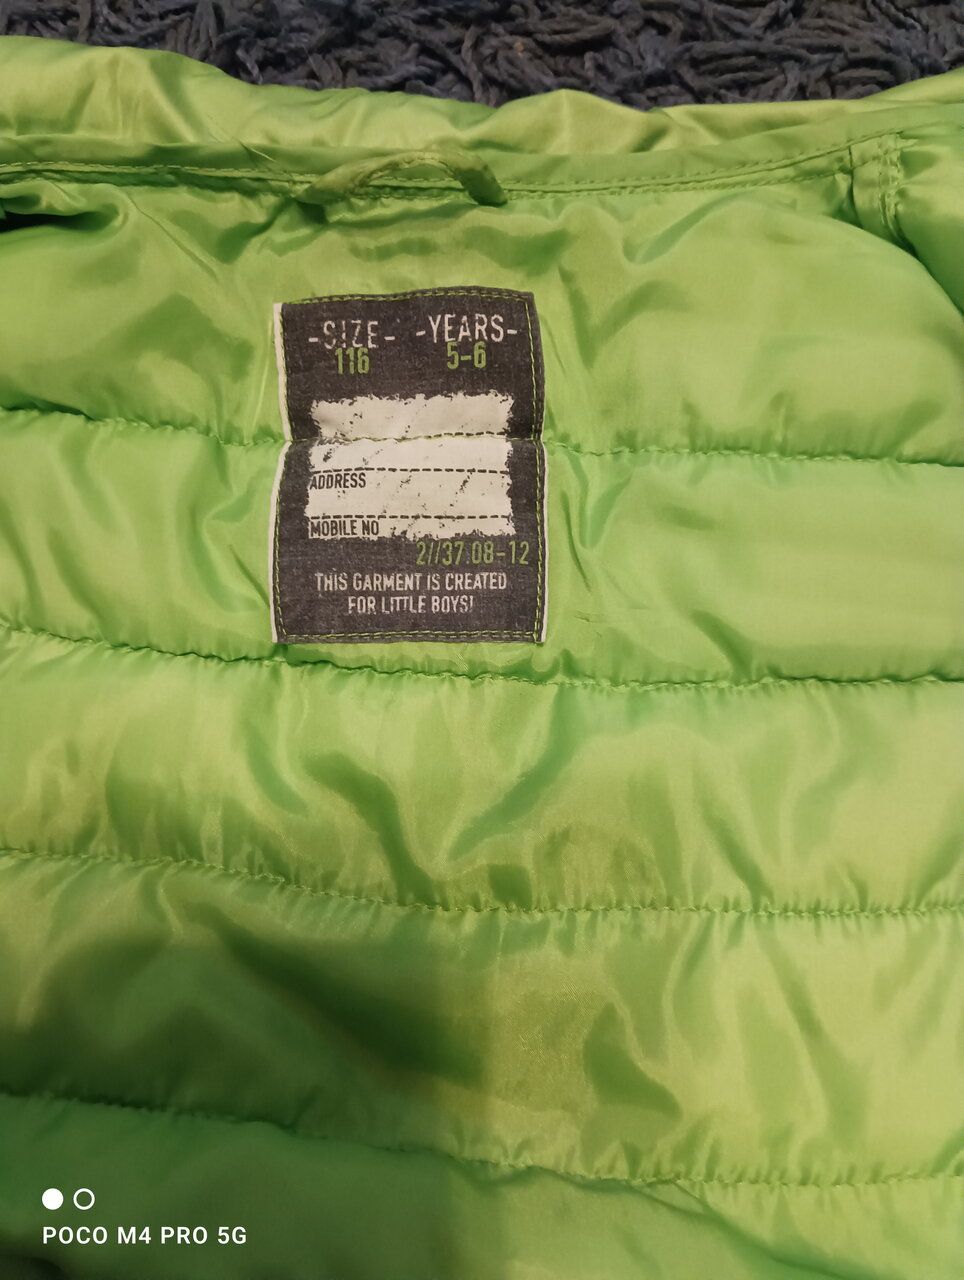 -SIZE- -YEARS-
116 5-6
ADDRESS
MOBILE NO
2//37.08-12
THIS GARMENT IS CREATED
FOR LITTLE BOYS!
POCO M4 PRO 5G